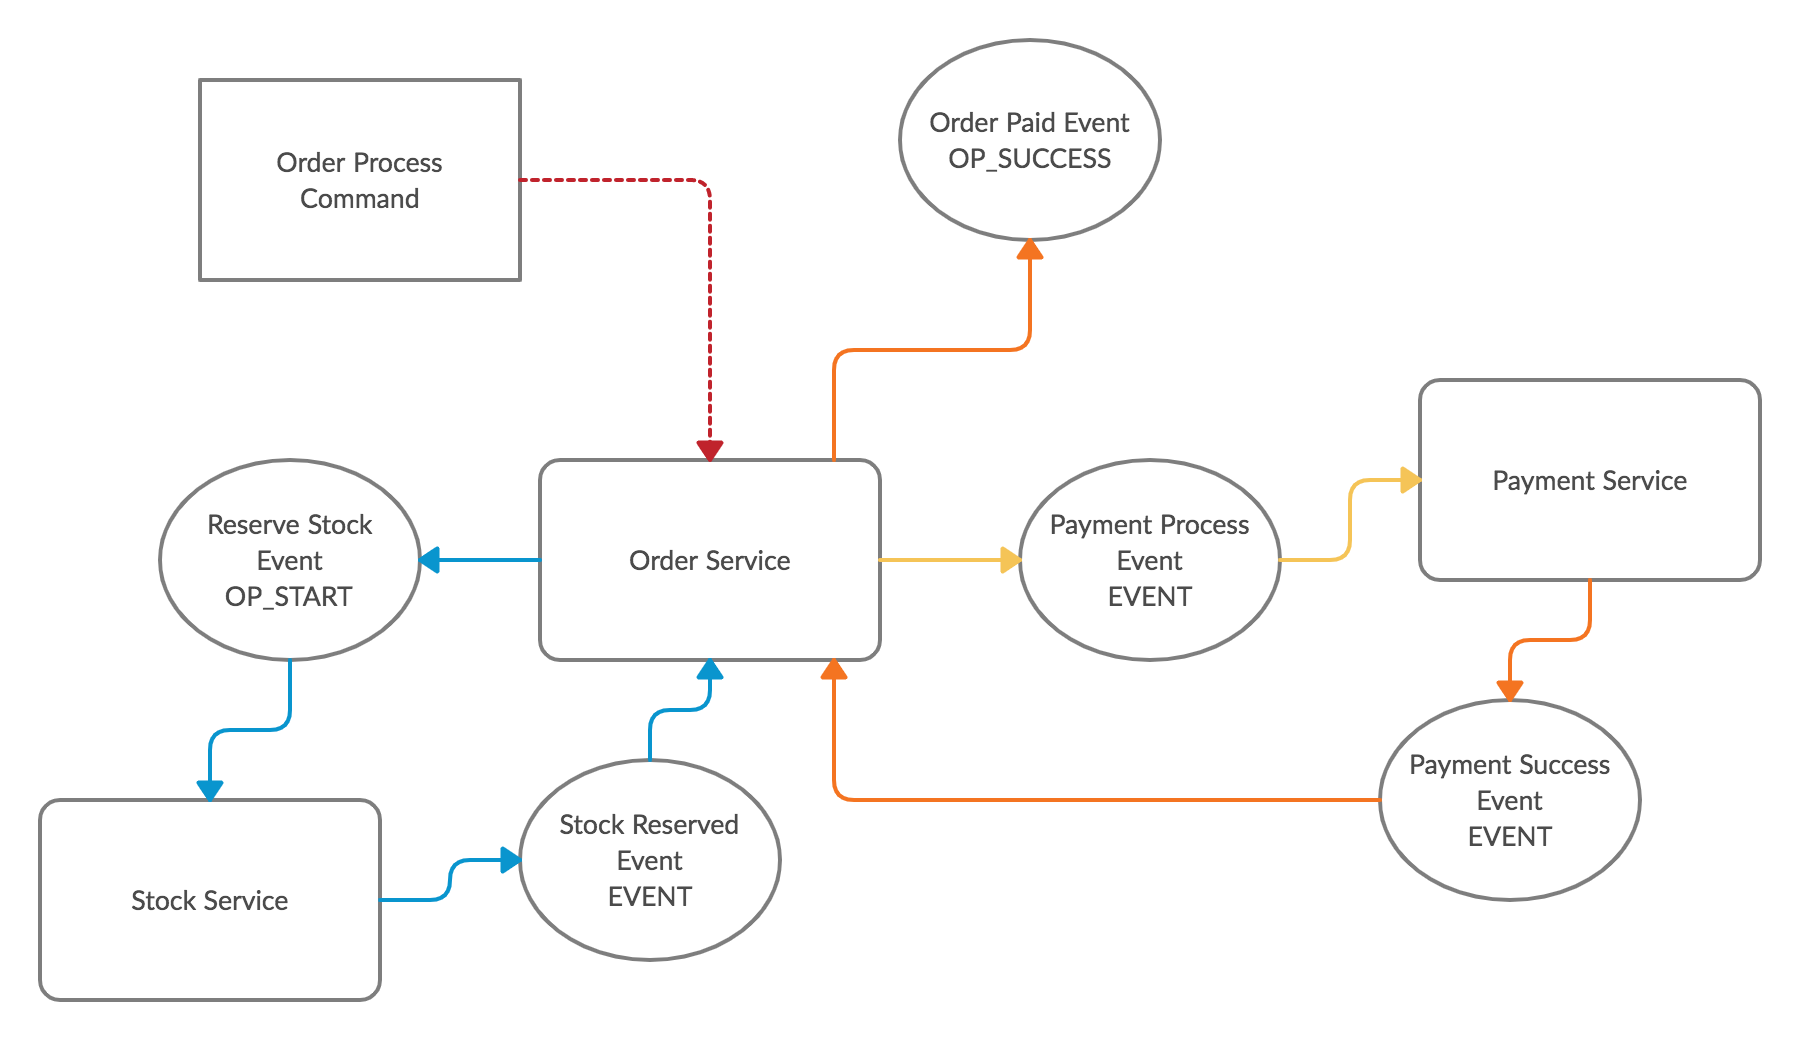 Order Process
Command
Order Paid Event
OP_SUCCESS
Reserve Stock
Event
OP_START
Order Service
Payment Process
Event
EVENT
Payment Service
Stock Service
Stock Reserved
Event
EVENT
Payment Success
Event
EVENT